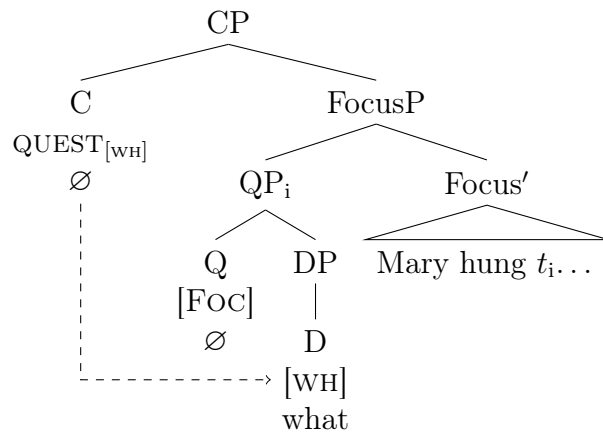 CP
C FocusP
QUEST[WH]
∅
QPi Focus′
Q DP Mary hung ti…
[FOC]
∅ D
[WH]
what